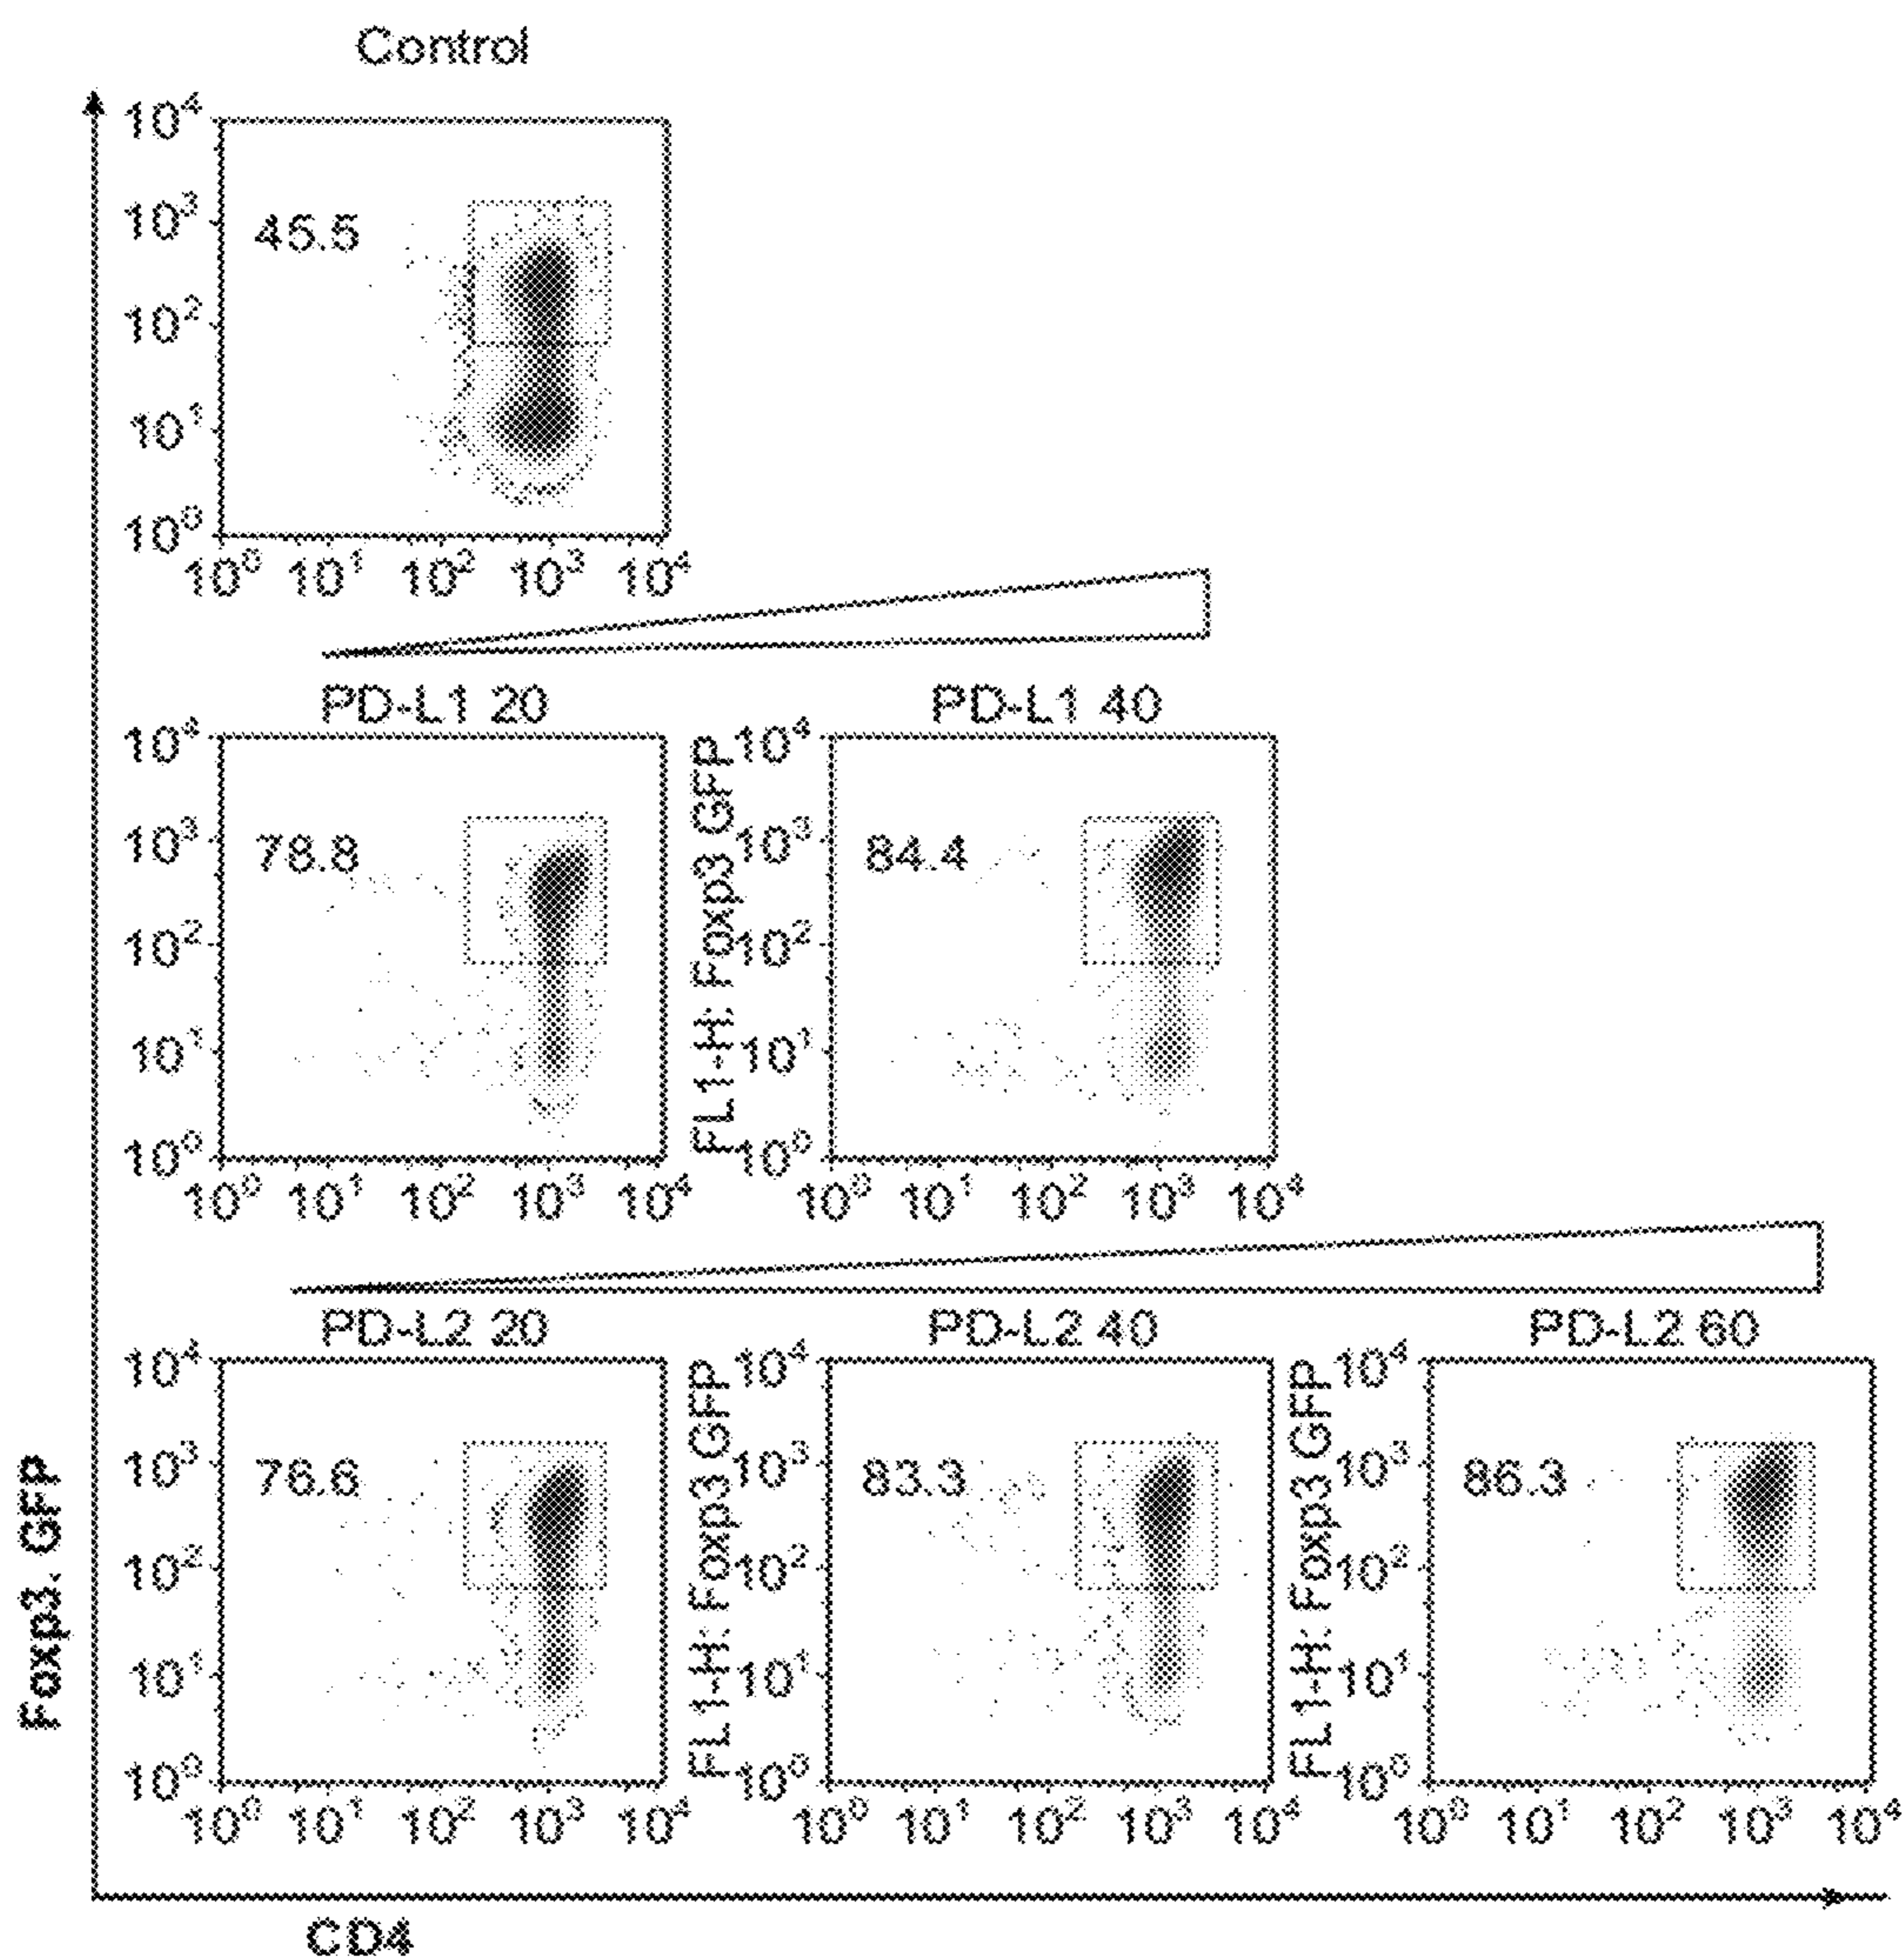 Control
10⁴
10³
45.5
10²
10¹
10⁰
10⁰ 10¹ 10² 10³ 10⁴
PD-L1 20 PD-L1 40
10⁴ 10⁴
10³ 10³
78.8 84.4
10² 10²
10¹ 10¹
10⁰ 10⁰
FL1-H: Foxp3 GFP
10⁰ 10¹ 10² 10³ 10⁴ 10⁰ 10¹ 10² 10³ 10⁴
PD-L2 20 PD-L2 40 PD-L2 60
10⁴ 10⁴ 10⁴
10³ 10³ 10³
76.6 83.3 86.3
10² 10² 10²
10¹ 10¹ 10¹
10⁰ 10⁰ 10⁰
FL1-H: Foxp3 GFP
FL1-H: Foxp3 GFP
10⁰ 10¹ 10² 10³ 10⁴ 10⁰ 10¹ 10² 10³ 10⁴ 10⁰ 10¹ 10² 10³ 10⁴
Foxp3. GFP
CD4